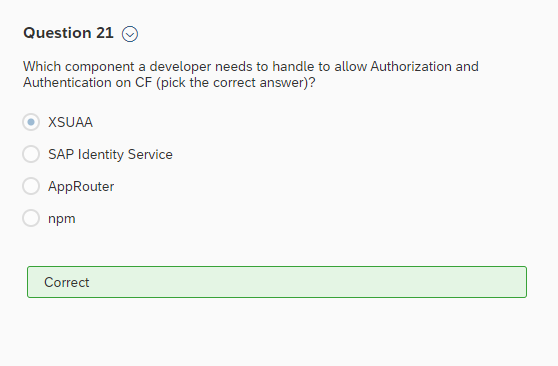 Question 21
Which component a developer needs to handle to allow Authorization and
Authentication on CF (pick the correct answer)?
XSUAA
SAP Identity Service
AppRouter
npm
Correct